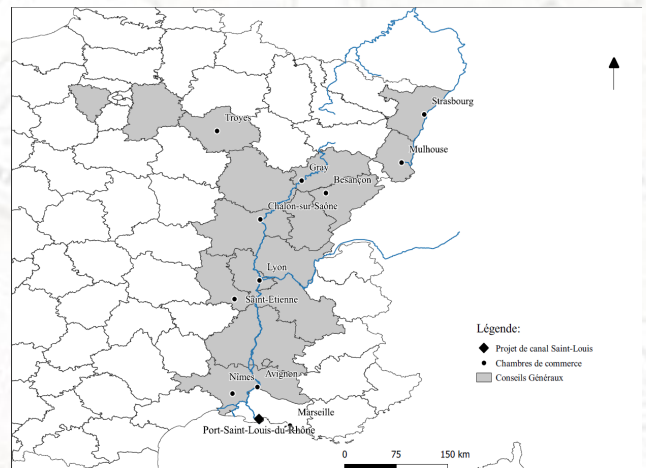 Strasbourg
Troyes
Mulhouse
Gray
Besançon
Chalon-sur-Saône
Lyon
Saint-Etienne
Avignon
Nîmes
Marseille
Port-Saint-Louis-du-Rhône
Légende:
Projet de canal Saint-Louis
Chambres de commerce
Conseils Généraux
0 75 150 km